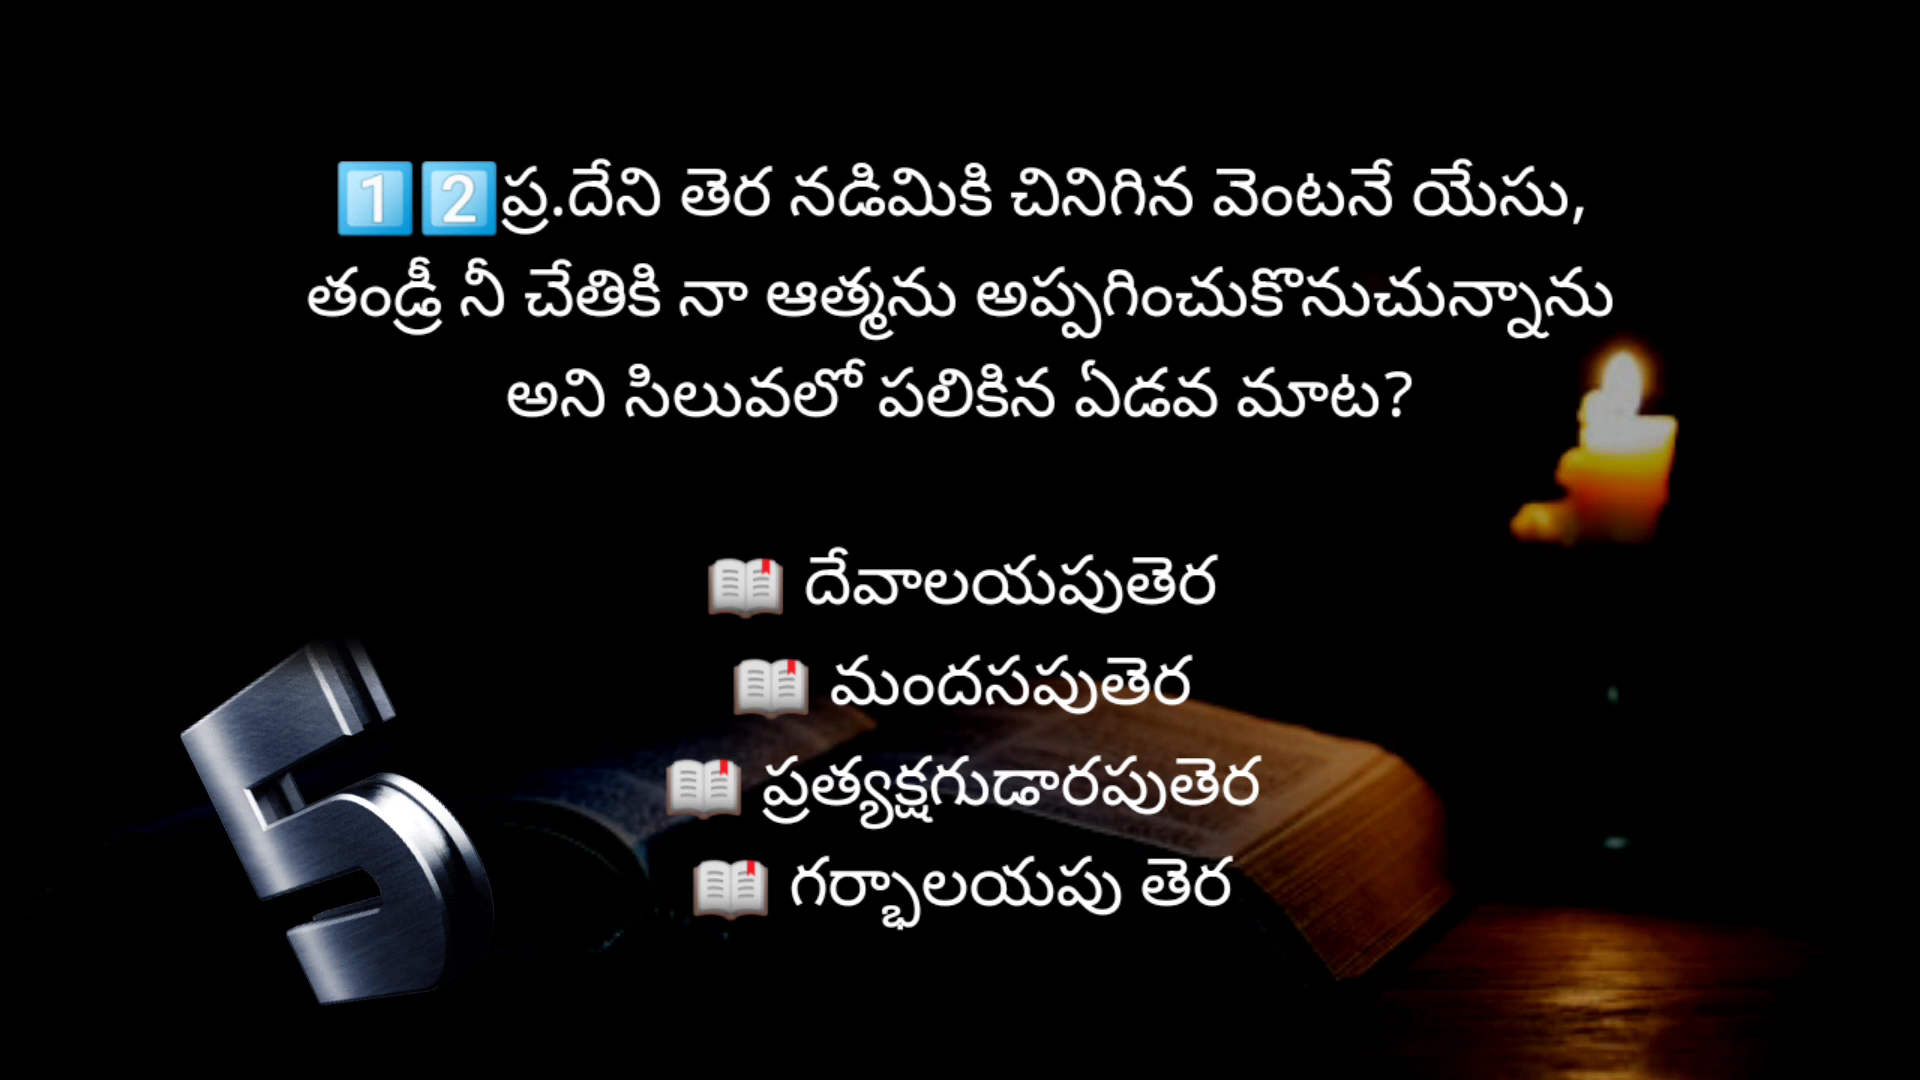 1️⃣2️⃣ప్ర.దేని తెర నడిమికి చినిగిన వెంటనే యేసు,
తండ్రీ నీ చేతికి నా ఆత్మను అప్పగించుకొనుచున్నాను
అని సిలువలో పలికిన ఏడవ మాట?
📖 దేవాలయపుతెర
📖 మందసపుతెర
📖 ప్రత్యక్షగుడారపుతెర
📖 గర్భాలయపు తెర
5